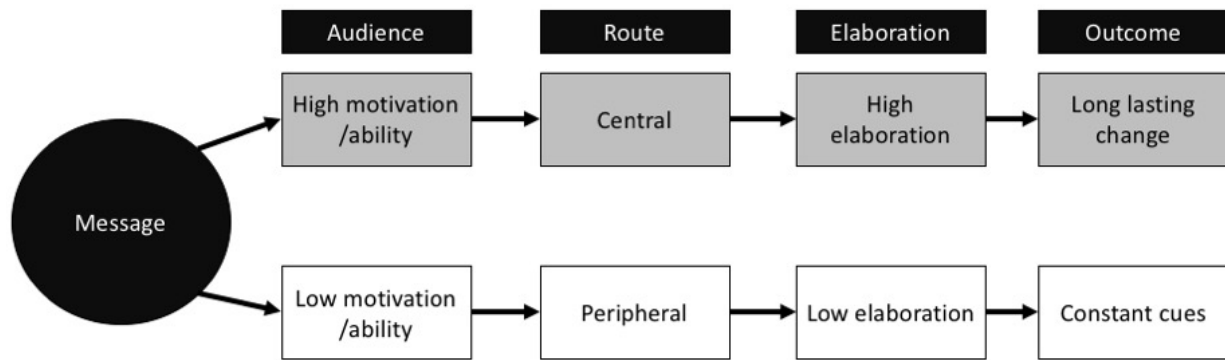 Audience
Route
Elaboration
Outcome
High motivation
/ability
Central
High
elaboration
Long lasting
change
Message
Low motivation
/ability
Peripheral
Low elaboration
Constant cues